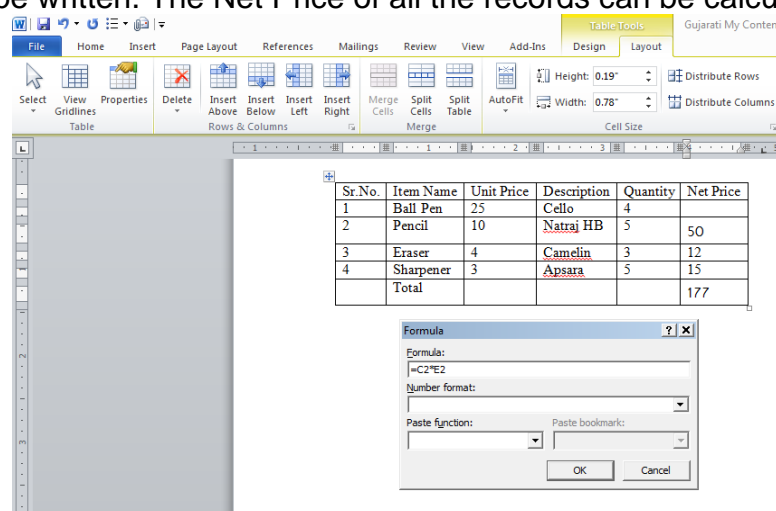 be written. The Net Price of all the records can be calcu
Table Tools Gujarati My Conten
File Home Insert Page Layout References Mailings Review View Add-Ins Design Layout
Select View Gridlines Properties Delete Insert Above Insert Below Insert Left Insert Right Merge Cells Split Cells Split Table AutoFit Height: 0.19" Width: 0.78" Distribute Rows Distribute Columns
Table Rows & Columns Merge Cell Size
Sr.No. Item Name Unit Price Description Quantity Net Price
1 Ball Pen 25 Cello 4
2 Pencil 10 Natraj HB 5 50
3 Eraser 4 Camelin 3 12
4 Sharpener 3 Apsara 5 15
Total 177
Formula
Formula:
=C2*E2
Number format:
Paste function: Paste bookmark:
OK Cancel